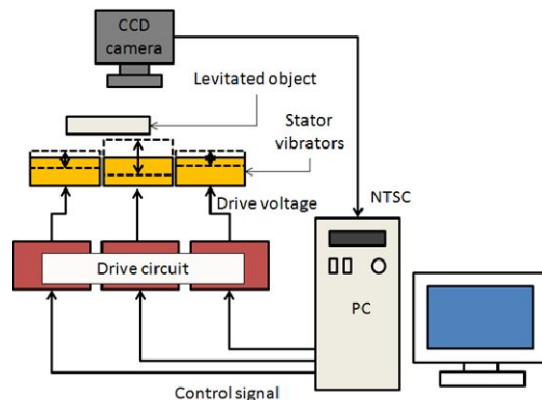 CCD
camera
Levitated object
Stator
vibrators
Drive voltage
NTSC
Drive circuit
PC
Control signal